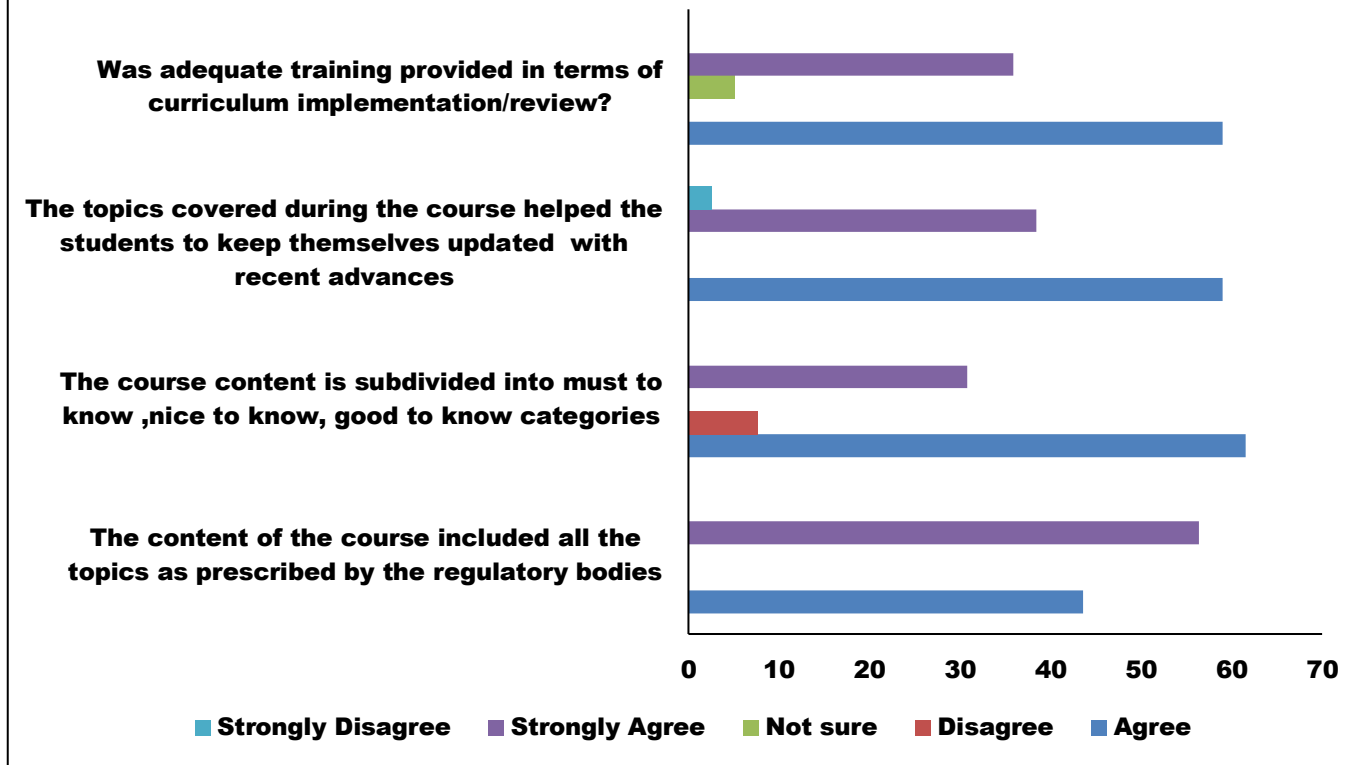 Was adequate training provided in terms of
curriculum implementation/review?
The topics covered during the course helped the
students to keep themselves updated  with
recent advances
The course content is subdivided into must to
know ,nice to know, good to know categories
The content of the course included all the
topics as prescribed by the regulatory bodies
0 10 20 30 40 50 60 70
Strongly Disagree Strongly Agree Not sure Disagree Agree